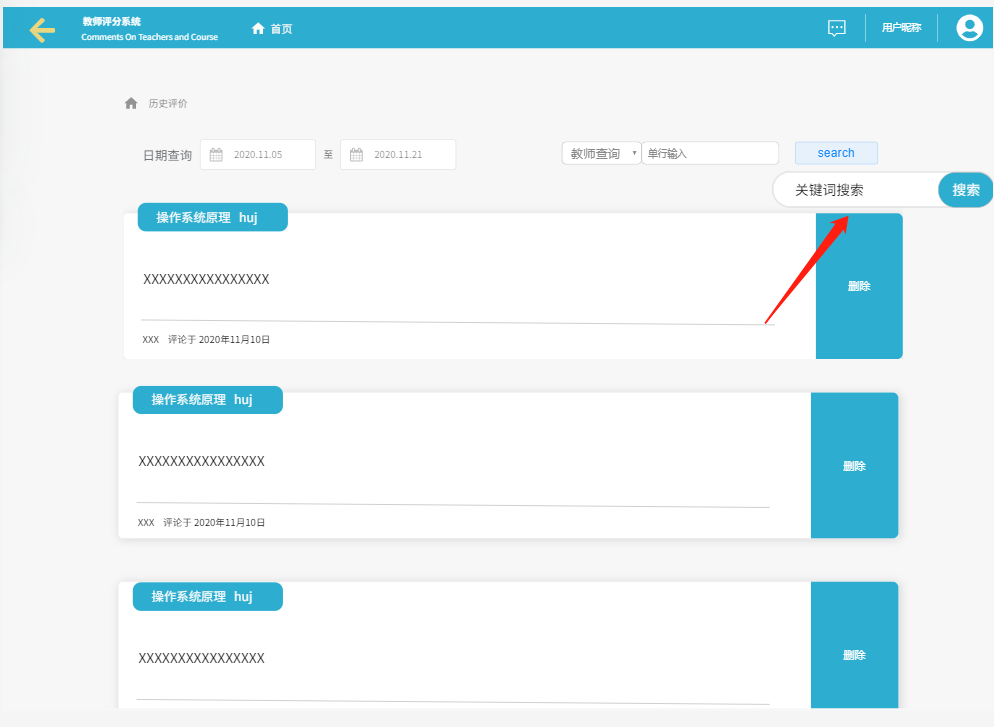 教师评分系统
Comments On Teachers and Course
首页
用户昵称
历史评价
日期查询 2020.11.05 至 2020.11.21 教师查询 单行输入 search
关键词搜索 搜索
操作系统原理 huj
XXXXXXXXXXXXXXXX
删除
XXX 评论于 2020年11月10日
操作系统原理 huj
XXXXXXXXXXXXXXXX
删除
XXX 评论于 2020年11月10日
操作系统原理 huj
XXXXXXXXXXXXXXXX
删除